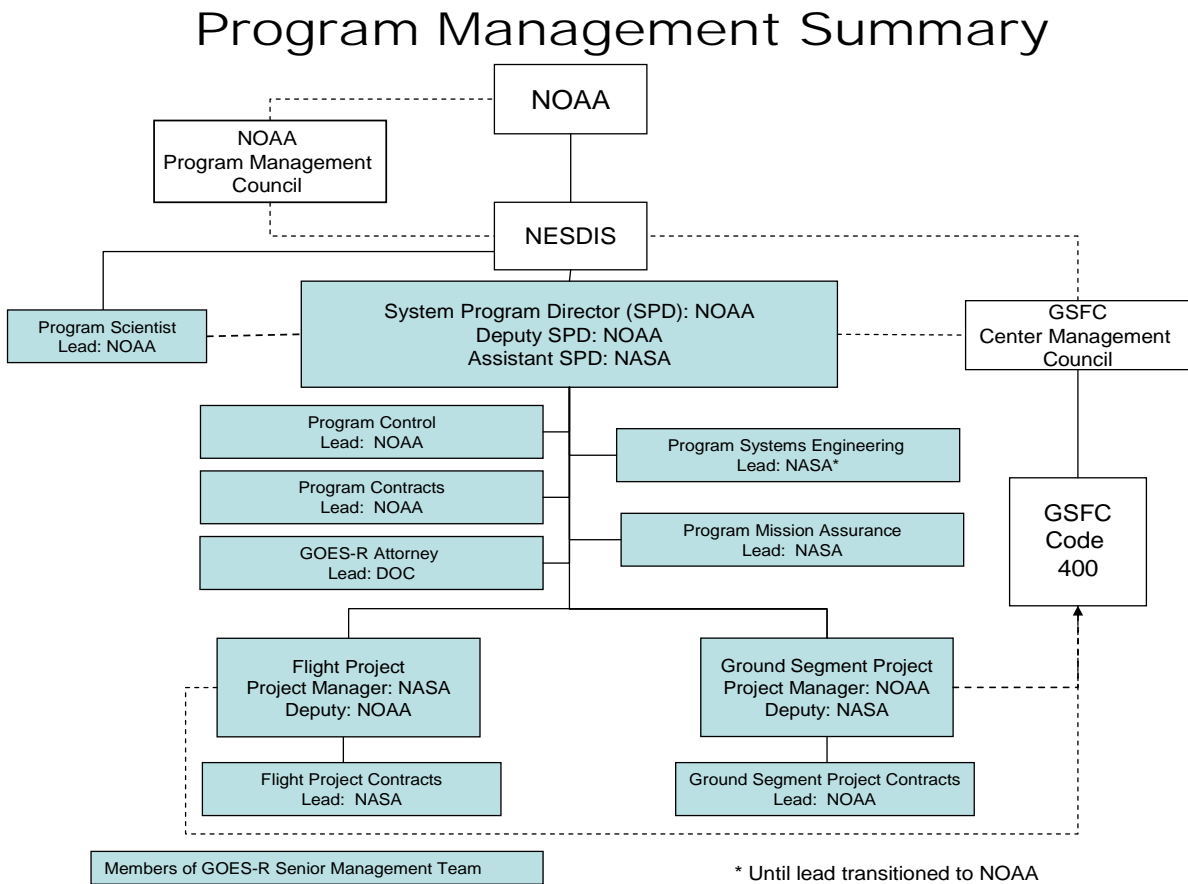 Program Management Summary
NOAA
NOAA
Program Management
Council
NESDIS
System Program Director (SPD): NOAA
Deputy SPD: NOAA
Assistant SPD: NASA
Program Scientist
Lead: NOAA
GSFC
Center Management
Council
Program Control
Lead: NOAA
Program Systems Engineering
Lead: NASA*
Program Contracts
Lead: NOAA
Program Mission Assurance
Lead: NASA
GSFC
Code
400
GOES-R Attorney
Lead: DOC
Flight Project
Project Manager: NASA
Deputy: NOAA
Ground Segment Project
Project Manager: NOAA
Deputy: NASA
Flight Project Contracts
Lead: NASA
Ground Segment Project Contracts
Lead: NOAA
Members of GOES-R Senior Management Team
* Until lead transitioned to NOAA